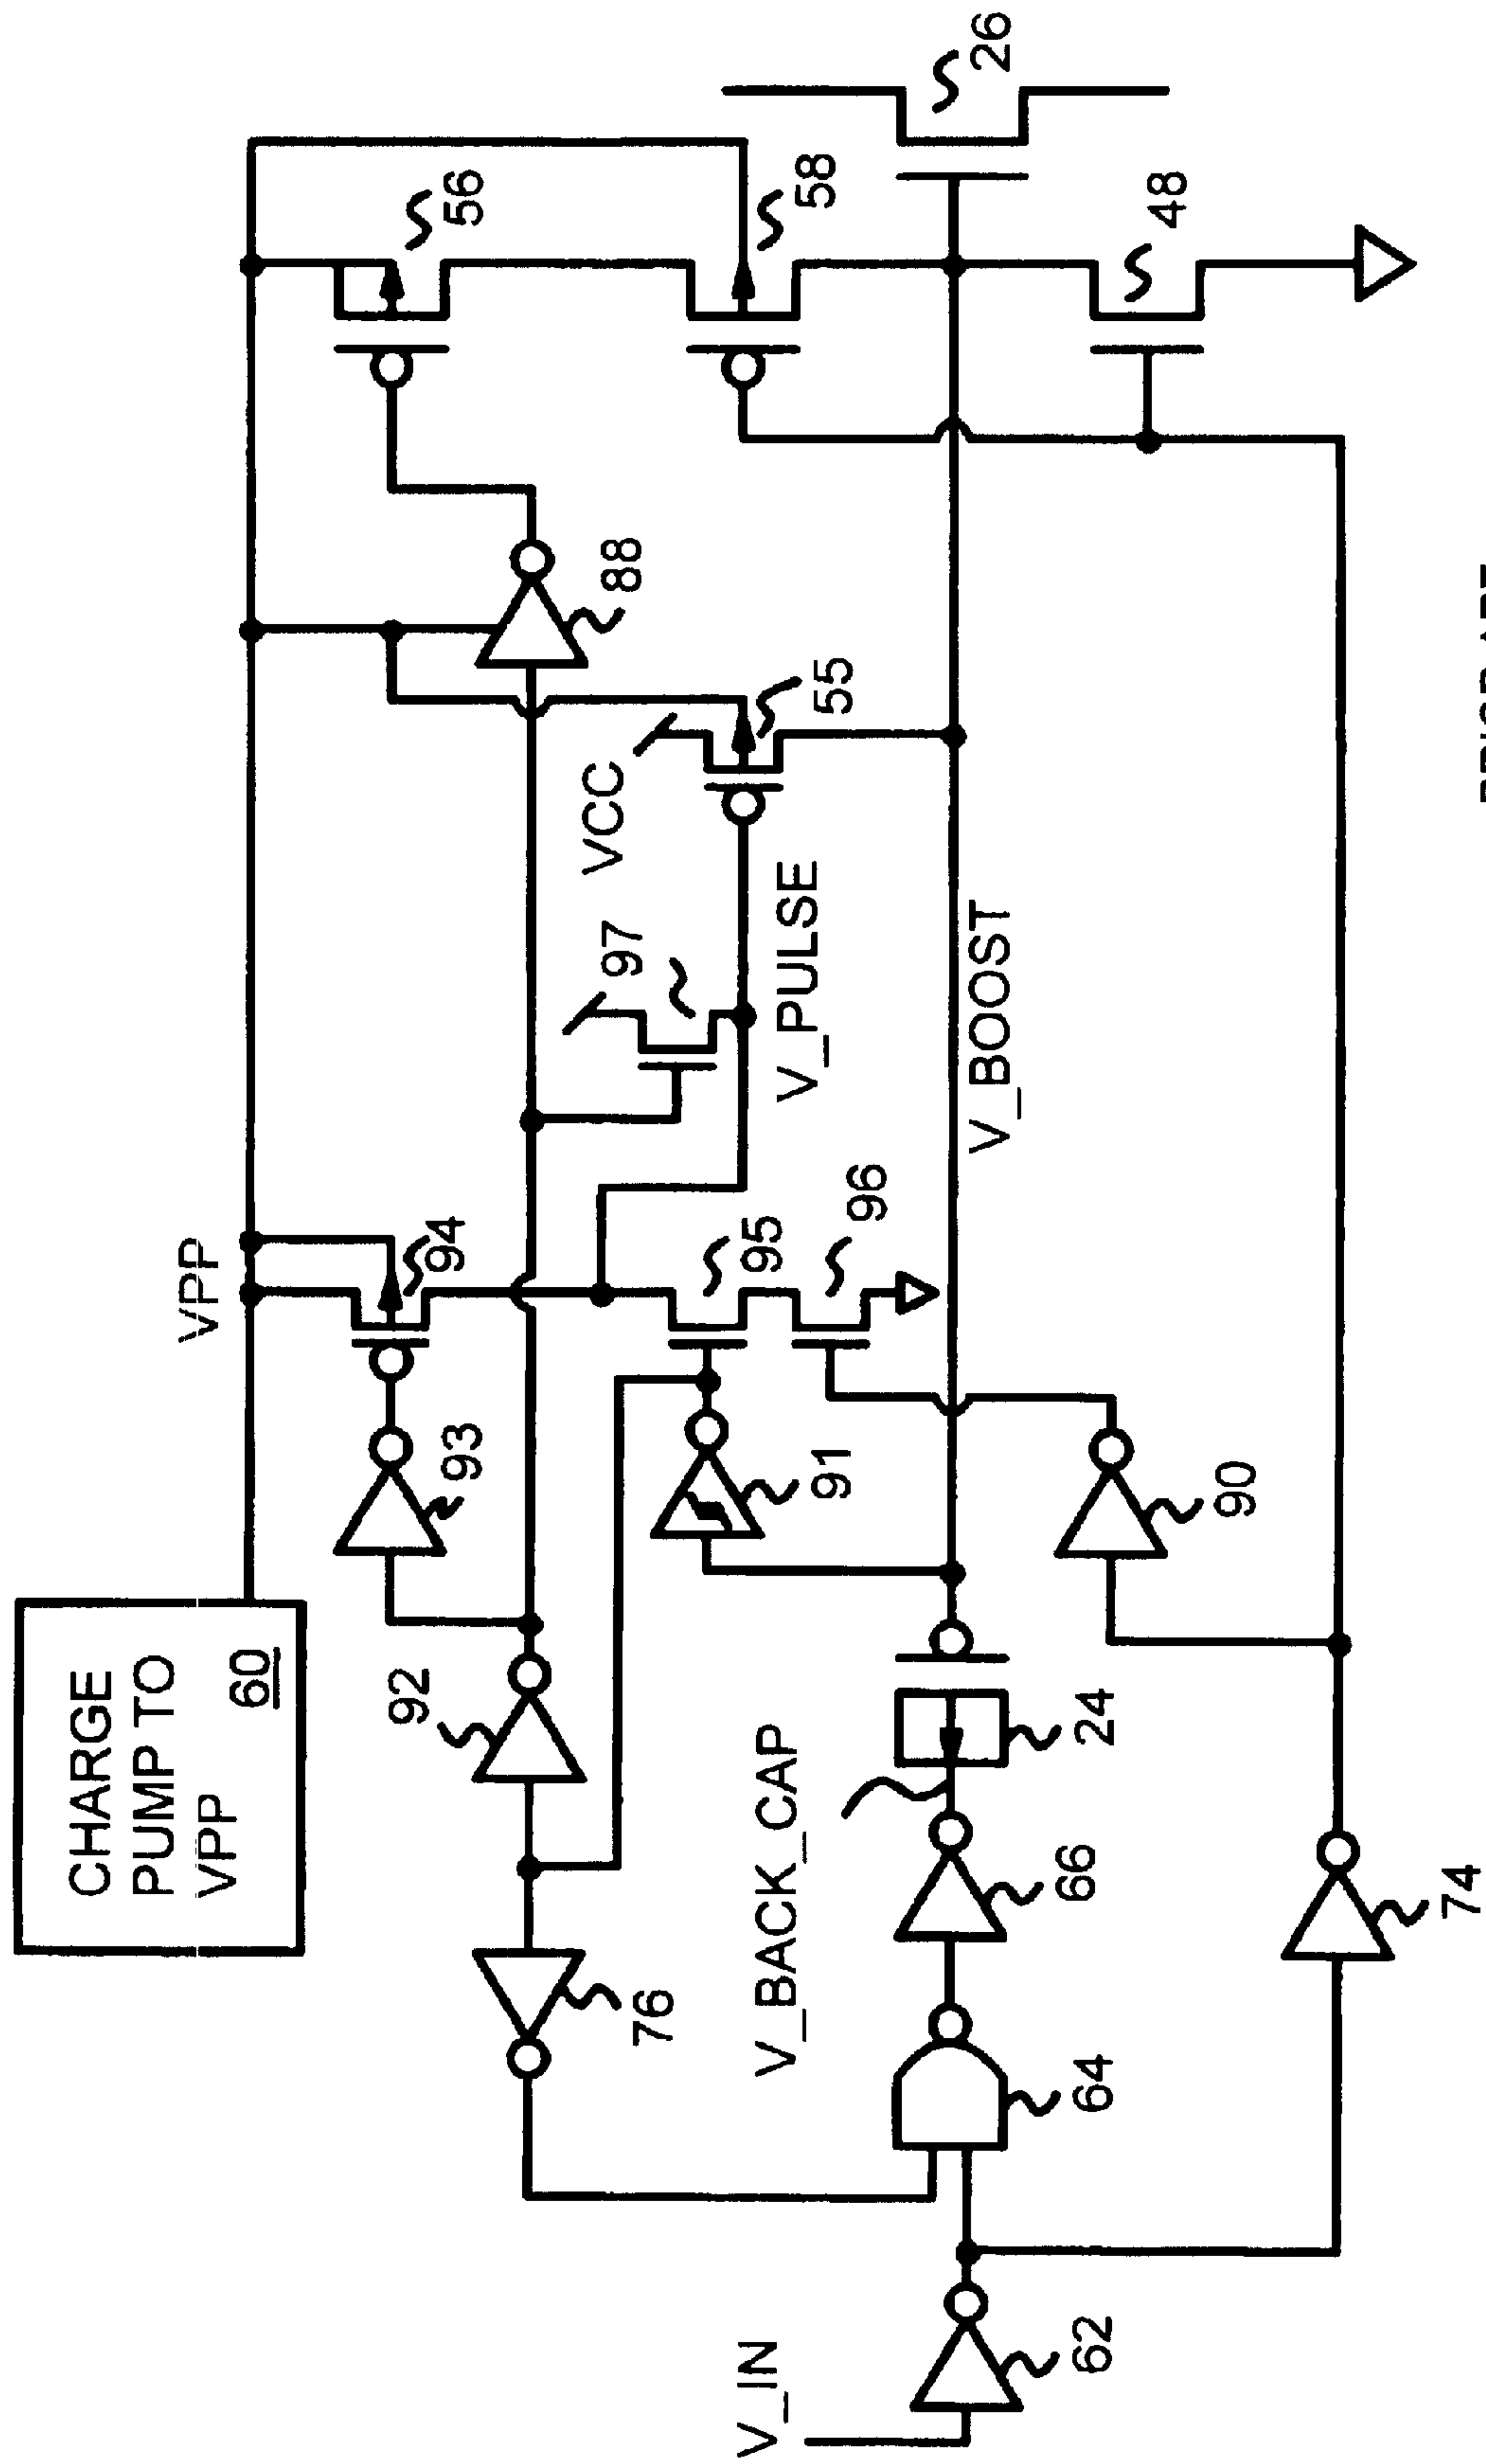 CHARGE
PUMP TO
VPP
60
VPP
56
26
58
48
88
55
VCC
97
V_PULSE
V_BOOST
94
95
96
93
91
90
92
76
V_BACK_CAP
24
66
64
74
V_IN
62